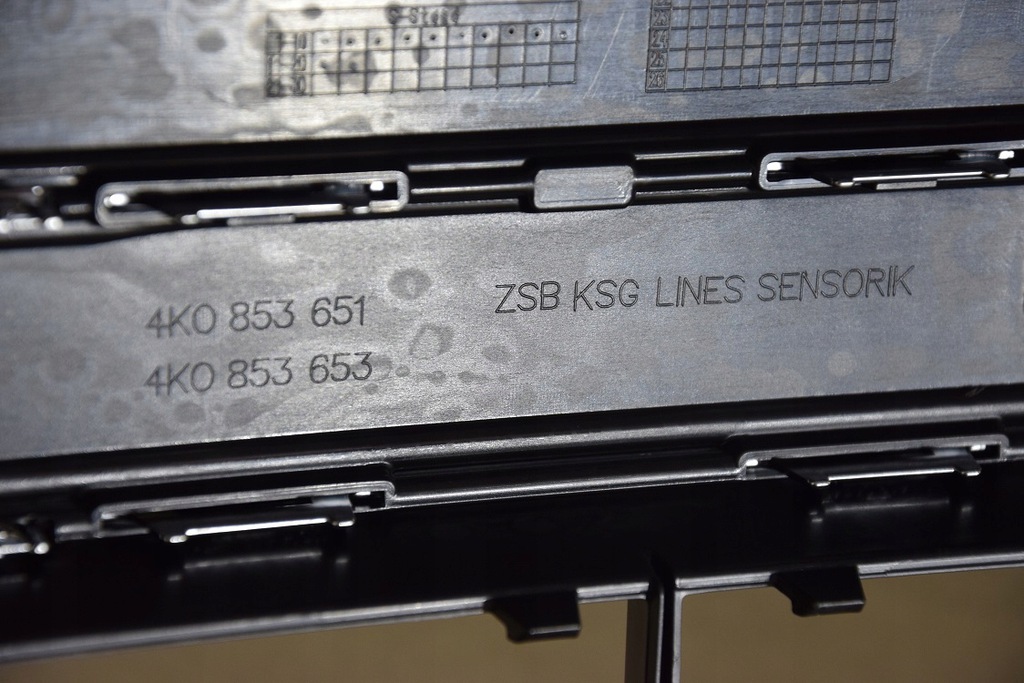 4K0 853 651
4K0 853 653
ZSB KSG LINES SENSORIK